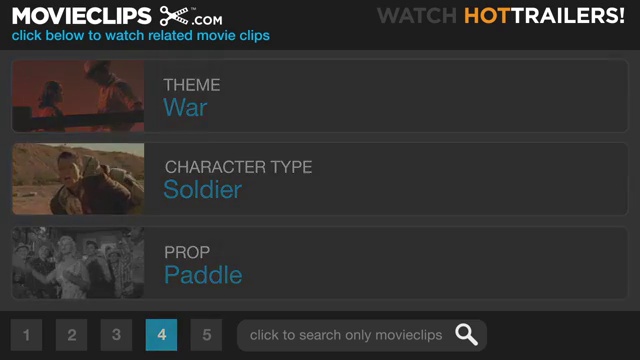 MOVIECLIPS.COM™
WATCH HOTTRAILERS!
click below to watch related movie clips
THEME
War
CHARACTER TYPE
Soldier
PROP
Paddle
1 2 3 4 5
click to search only movieclips